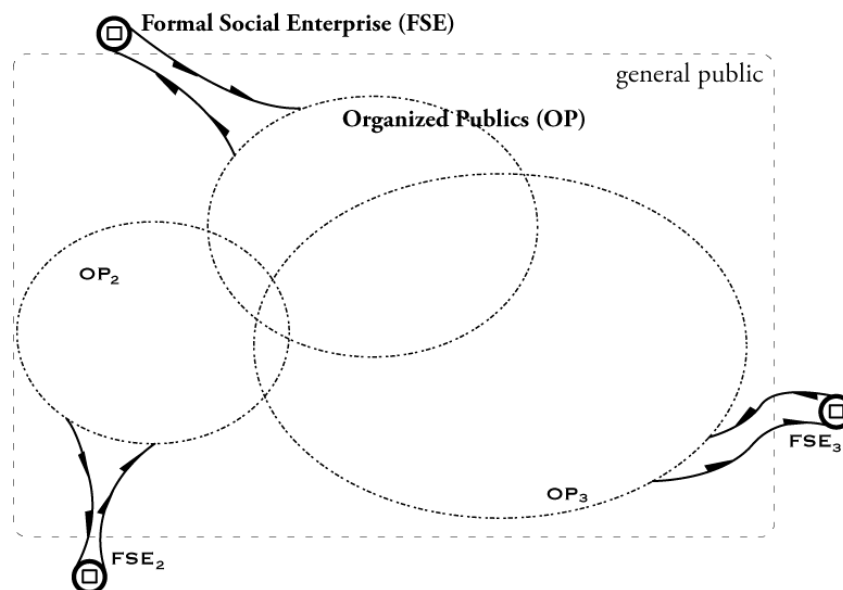 Formal Social Enterprise (FSE)
general public
Organized Publics (OP)
OP₂
FSE₃
OP₃
FSE₂